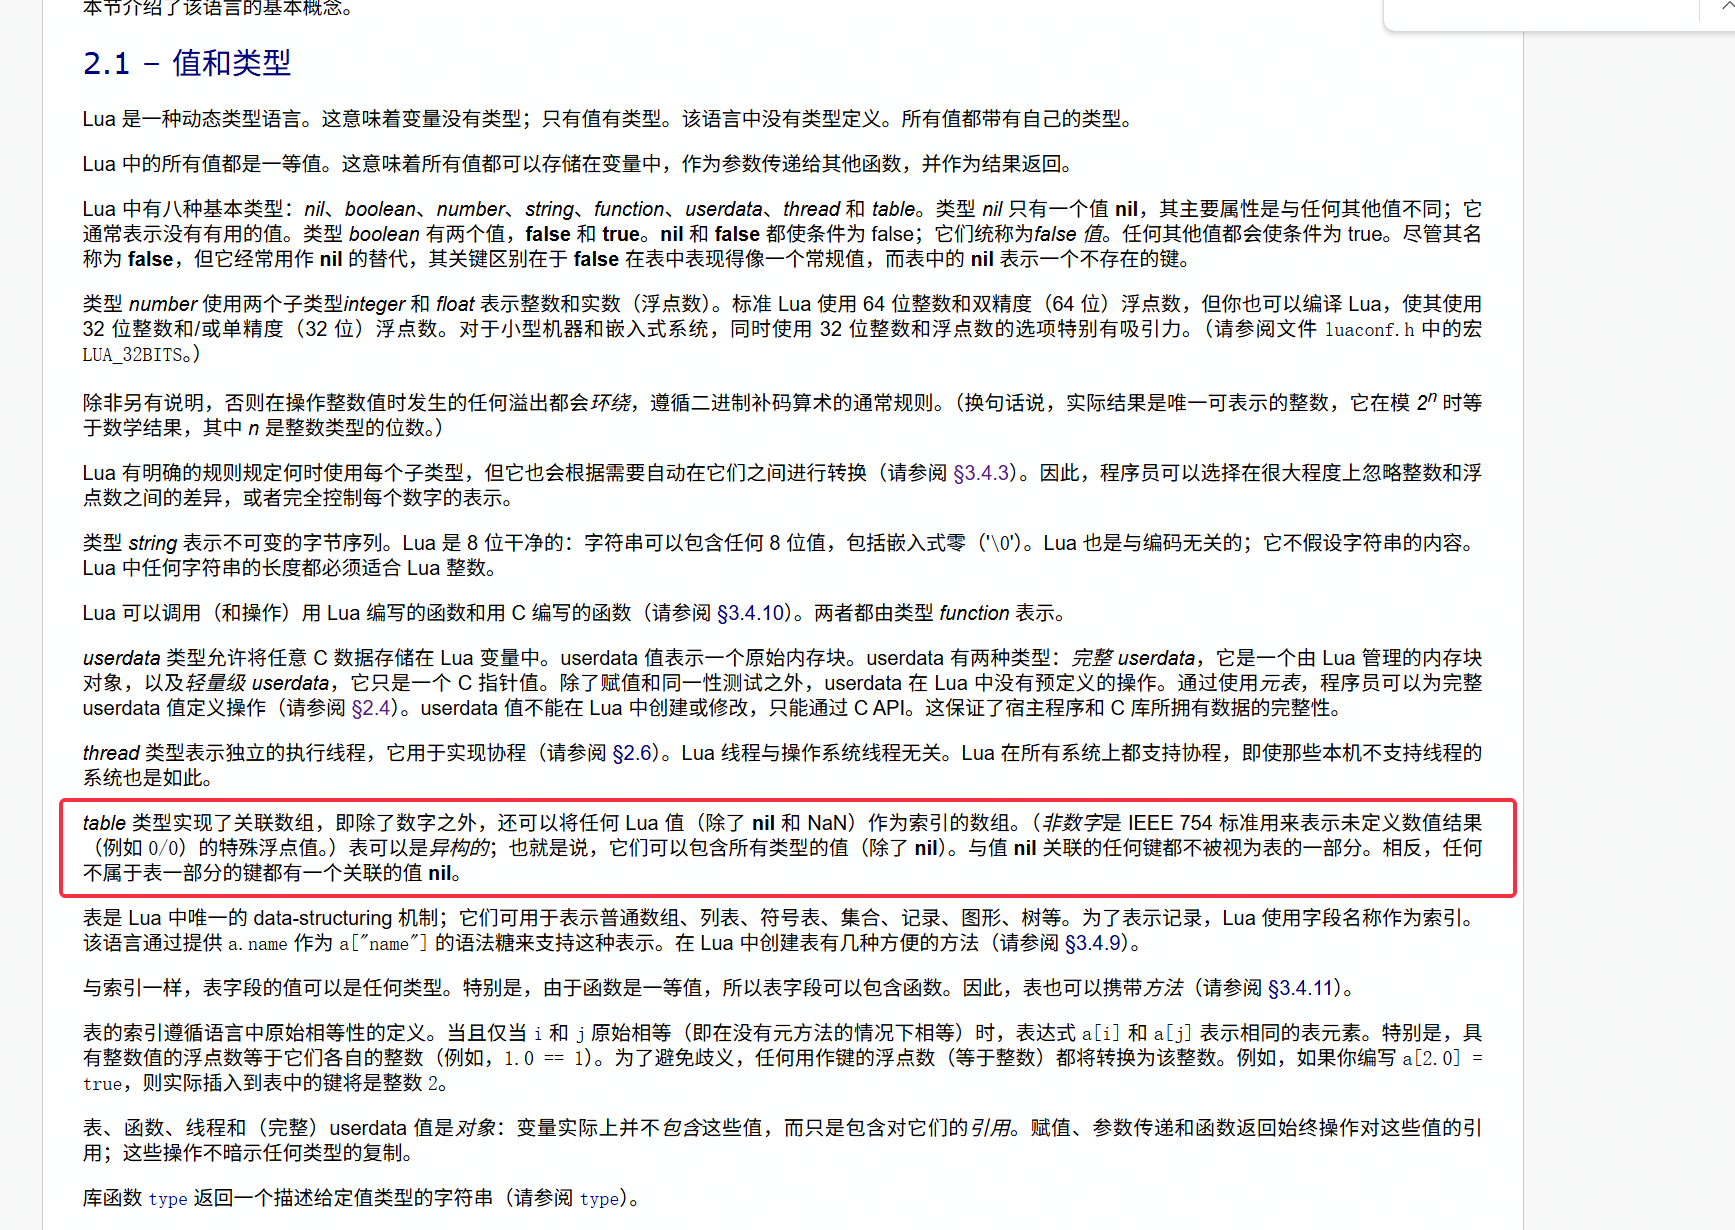 本节介绍了该语言的基本概念。
2.1 – 值和类型
Lua 是一种动态类型语言。这意味着变量没有类型；只有值有类型。该语言中没有类型定义。所有值都带有自己的类型。
Lua 中的所有值都是一等值。这意味着所有值都可以存储在变量中，作为参数传递给其他函数，并作为结果返回。
Lua 中有八种基本类型：nil、boolean、number、string、function、userdata、thread 和 table。类型 nil 只有一个值 nil，其主要属性是与任何其他值不同；它
通常表示没有有用的值。类型 boolean 有两个值，false 和 true。nil 和 false 都使条件为 false；它们统称为false 值。任何其他值都会使条件为 true。尽管其名
称为 false，但它经常用作 nil 的替代，其关键区别在于 false 在表中表现得像一个常规值，而表中的 nil 表示一个不存在的键。
类型 number 使用两个子类型integer 和 float 表示整数和实数（浮点数）。标准 Lua 使用 64 位整数和双精度（64 位）浮点数，但你也可以编译 Lua，使其使用
32 位整数和/或单精度（32 位）浮点数。对于小型机器和嵌入式系统，同时使用 32 位整数和浮点数的选项特别有吸引力。（请参阅文件 luaconf.h 中的宏
LUA_32BITS。）
除非另有说明，否则在操作整数值时发生的任何溢出都会环绕，遵循二进制补码算术的通常规则。（换句话说，实际结果是唯一可表示的整数，它在模 2ⁿ 时等
于数学结果，其中 n 是整数类型的位数。）
Lua 有明确的规则规定何时使用每个子类型，但它也会根据需要自动在它们之间进行转换（请参阅 §3.4.3）。因此，程序员可以选择在很大程度上忽略整数和浮
点数之间的差异，或者完全控制每个数字的表示。
类型 string 表示不可变的字节序列。Lua 是 8 位干净的：字符串可以包含任何 8 位值，包括嵌入式零（'\0'）。Lua 也是与编码无关的；它不假设字符串的内容。
Lua 中任何字符串的长度都必须适合 Lua 整数。
Lua 可以调用（和操作）用 Lua 编写的函数和用 C 编写的函数（请参阅 §3.4.10）。两者都由类型 function 表示。
userdata 类型允许将任意 C 数据存储在 Lua 变量中。userdata 值表示一个原始内存块。userdata 有两种类型：完整 userdata，它是一个由 Lua 管理的内存块
对象，以及轻量级 userdata，它只是一个 C 指针值。除了赋值和同一性测试之外，userdata 在 Lua 中没有预定义的操作。通过使用元表，程序员可以为完整
userdata 值定义操作（请参阅 §2.4）。userdata 值不能在 Lua 中创建或修改，只能通过 C API。这保证了宿主程序和 C 库所拥有数据的完整性。
thread 类型表示独立的执行线程，它用于实现协程（请参阅 §2.6）。Lua 线程与操作系统线程无关。Lua 在所有系统上都支持协程，即使那些本机不支持线程的
系统也是如此。
table 类型实现了关联数组，即除了数字之外，还可以将任何 Lua 值（除了 nil 和 NaN）作为索引的数组。（非数字是 IEEE 754 标准用来表示未定义数值结果
（例如 0/0）的特殊浮点值。）表可以是异构的；也就是说，它们可以包含所有类型的值（除了 nil）。与值 nil 关联的任何键都不被视为表的一部分。相反，任何
不属于表一部分的键都有一个关联的值 nil。
表是 Lua 中唯一的 data-structuring 机制；它们可用于表示普通数组、列表、符号表、集合、记录、图形、树等。为了表示记录，Lua 使用字段名称作为索引。
该语言通过提供 a.name 作为 a["name"] 的语法糖来支持这种表示。在 Lua 中创建表有几种方便的方法（请参阅 §3.4.9）。
与索引一样，表字段的值可以是任何类型。特别是，由于函数是一等值，所以表字段可以包含函数。因此，表也可以携带方法（请参阅 §3.4.11）。
表的索引遵循语言中原始相等性的定义。当且仅当 i 和 j 原始相等（即在没有元方法的情况下相等）时，表达式 a[i] 和 a[j] 表示相同的表元素。特别是，具
有整数值的浮点数等于它们各自的整数（例如，1.0 == 1）。为了避免歧义，任何用作键的浮点数（等于整数）都将转换为该整数。例如，如果你编写 a[2.0] =
true，则实际插入到表中的键将是整数 2。
表、函数、线程和（完整）userdata 值是对象：变量实际上并不包含这些值，而只是包含对它们的引用。赋值、参数传递和函数返回始终操作对这些值的引
用；这些操作不暗示任何类型的复制。
库函数 type 返回一个描述给定值类型的字符串（请参阅 type）。